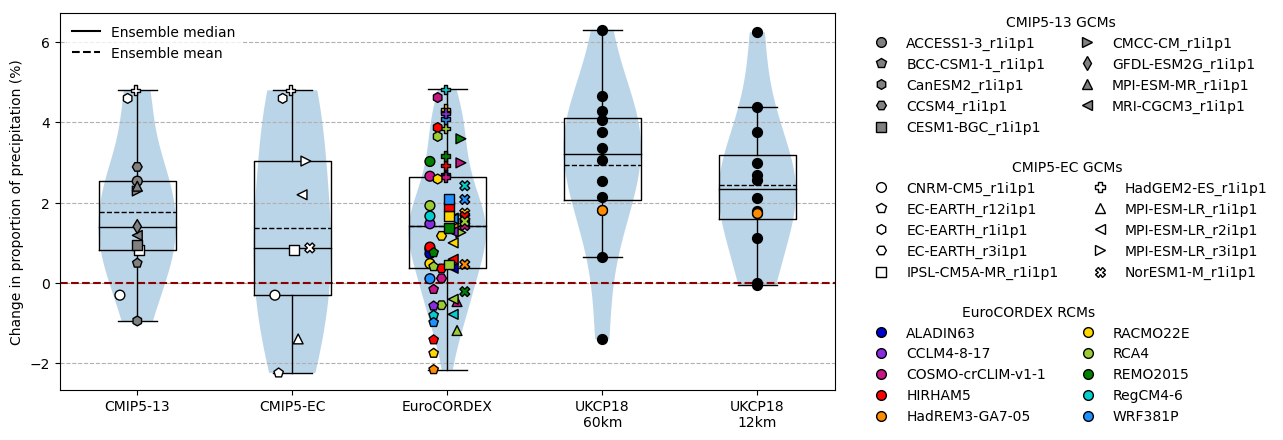 Change in proportion of precipitation (%)
6
4
2
0
−2
Ensemble median
Ensemble mean
CMIP5-13
CMIP5-EC
EuroCORDEX
UKCP18
60km
UKCP18
12km
CMIP5-13 GCMs
ACCESS1-3_r1i1p1
BCC-CSM1-1_r1i1p1
CanESM2_r1i1p1
CCSM4_r1i1p1
CESM1-BGC_r1i1p1
CMCC-CM_r1i1p1
GFDL-ESM2G_r1i1p1
MPI-ESM-MR_r1i1p1
MRI-CGCM3_r1i1p1
CMIP5-EC GCMs
CNRM-CM5_r1i1p1
EC-EARTH_r12i1p1
EC-EARTH_r1i1p1
EC-EARTH_r3i1p1
IPSL-CM5A-MR_r1i1p1
HadGEM2-ES_r1i1p1
MPI-ESM-LR_r1i1p1
MPI-ESM-LR_r2i1p1
MPI-ESM-LR_r3i1p1
NorESM1-M_r1i1p1
EuroCORDEX RCMs
ALADIN63
CCLM4-8-17
COSMO-crCLIM-v1-1
HIRHAM5
HadREM3-GA7-05
RACMO22E
RCA4
REMO2015
RegCM4-6
WRF381P